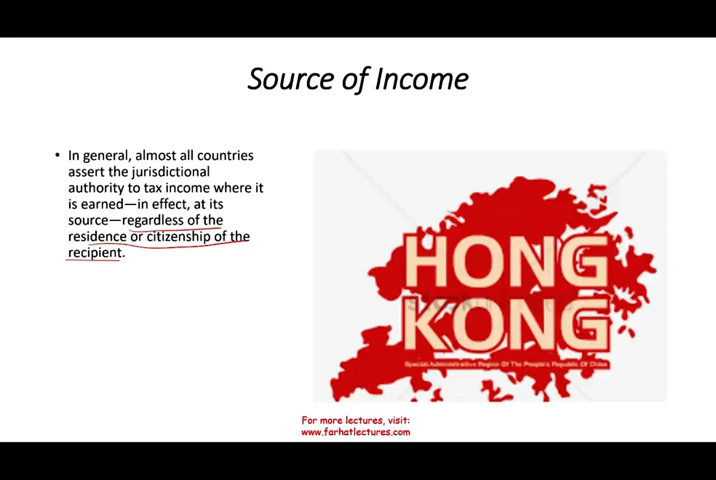 Source of Income
• In general, almost all countries
assert the jurisdictional
authority to tax income where it
is earned—in effect, at its
source—regardless of the
residence or citizenship of the
recipient.
HONG
KONG
Special Administrative Region Of The People's Republic Of China
For more lectures, visit:
www.farhatlectures.com